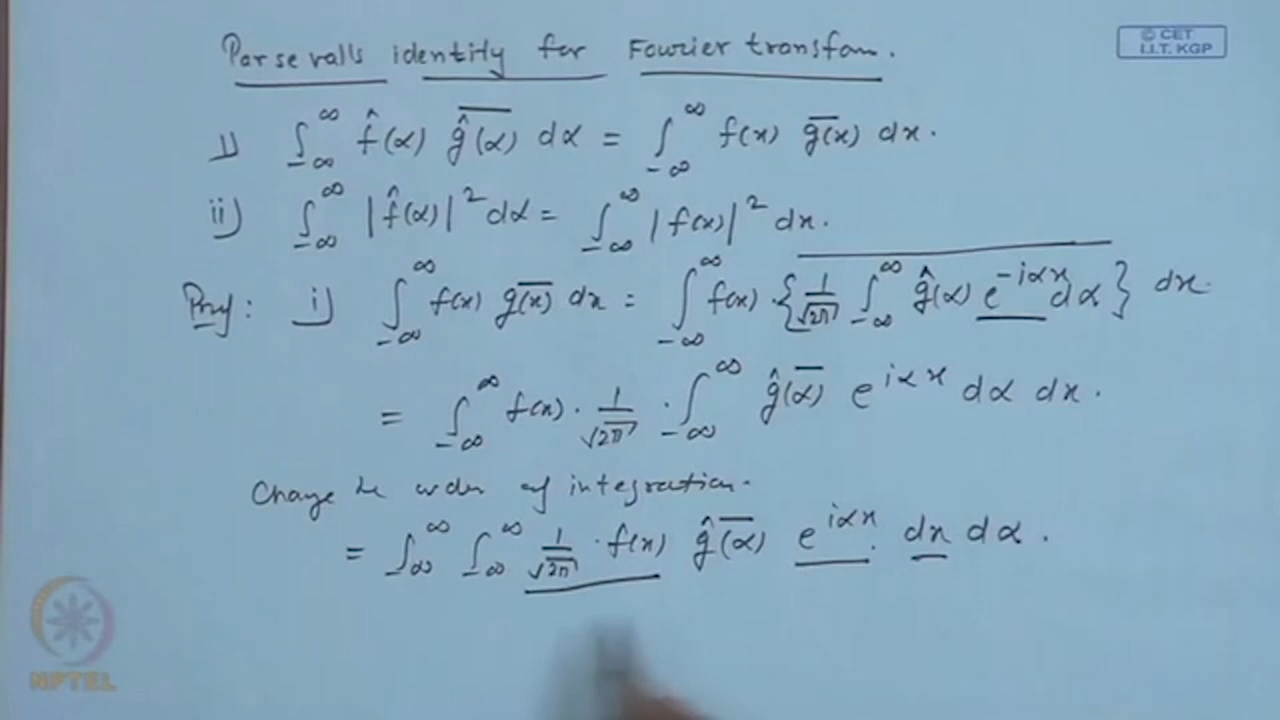 Parsevalls identity for Fourier transfom.
© CET
I.I.T. KGP
i) ∫_{-∞}^{∞} f̂(α) \overline{ĝ(α)} dα = ∫_{-∞}^{∞} f(x) \overline{g(x)} dx.
ii) ∫_{-∞}^{∞} |f̂(α)|² dα = ∫_{-∞}^{∞} |f(x)|² dx.
Proof: i) ∫_{-∞}^{∞} f(x) \overline{g(x)} dx = ∫_{-∞}^{∞} f(x) · \overline{{1/√2π ∫_{-∞}^{∞} ĝ(α) e^{-iαx} dα}} dx.
= ∫_{-∞}^{∞} f(x) · 1/√2π · ∫_{-∞}^{∞} \overline{ĝ(α)} e^{iαx} dα dx.
Change the order of integration.
= ∫_{-∞}^{∞} ∫_{-∞}^{∞} 1/√2π · f(x) \overline{ĝ(α)} e^{iαx} dx dα.
NPTEL